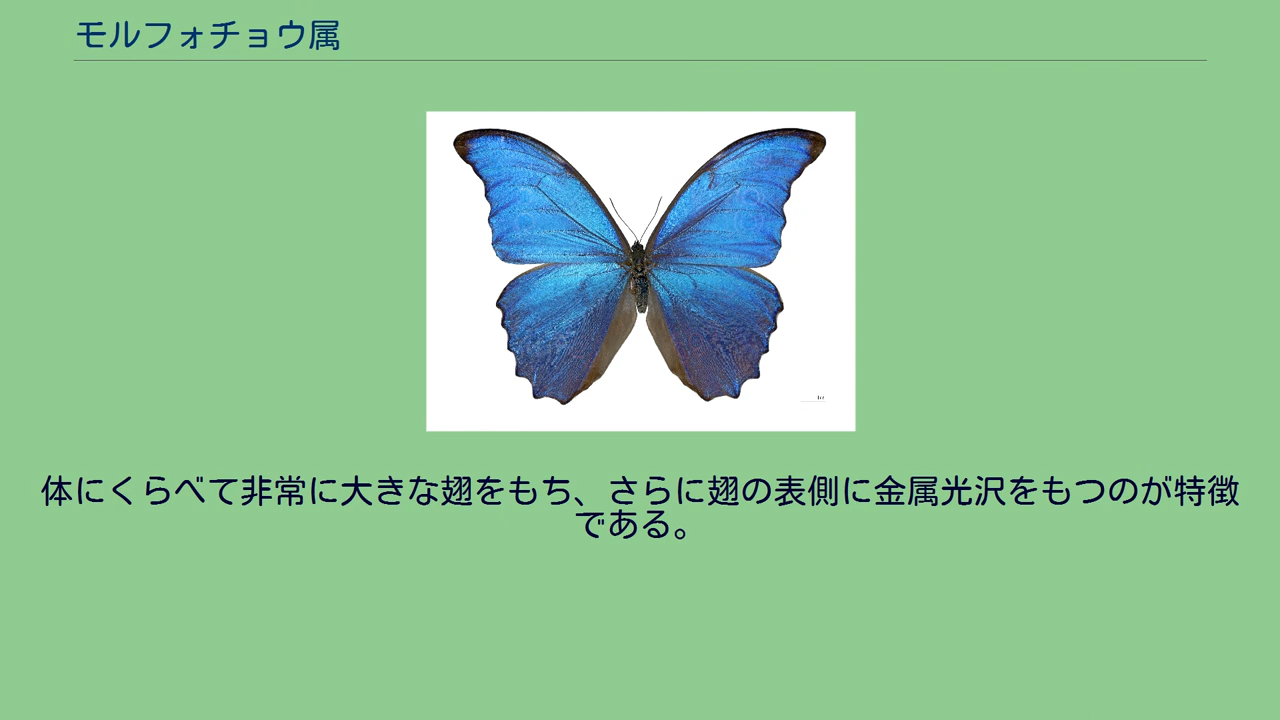 モルフォチョウ属
体にくらべて非常に大きな翅をもち、さらに翅の表側に金属光沢をもつのが特徴
である。